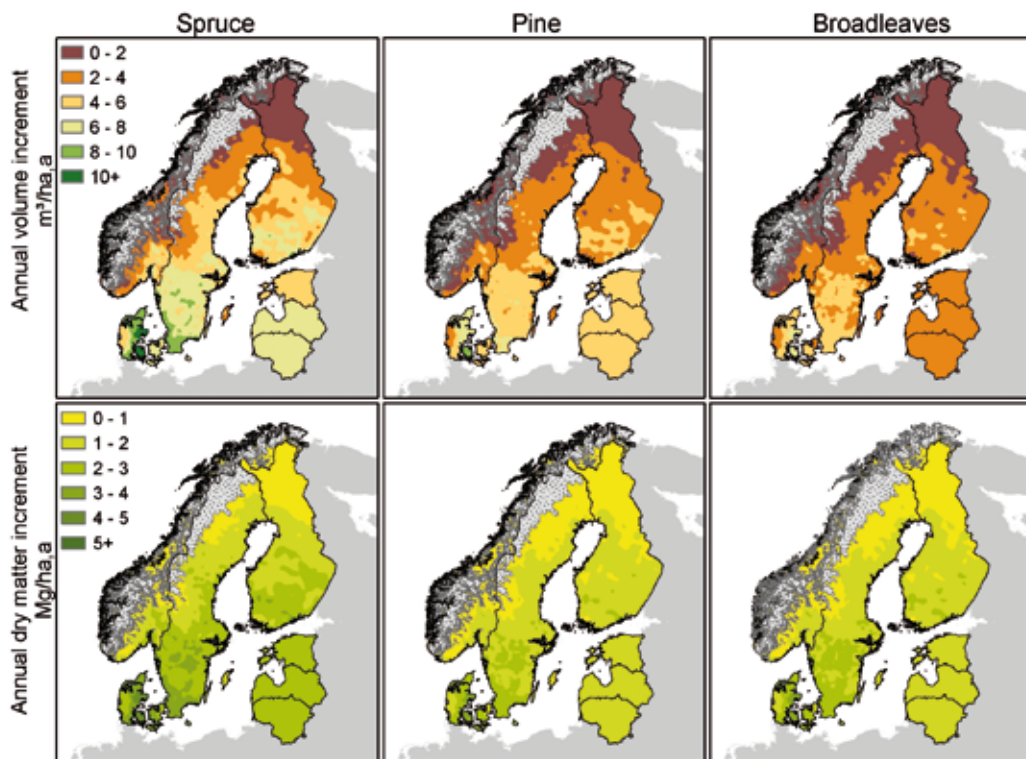 Spruce
Pine
Broadleaves
Annual volume increment
m³/ha,a
0 - 2
2 - 4
4 - 6
6 - 8
8 - 10
10+
Annual dry matter increment
Mg/ha,a
0 - 1
1 - 2
2 - 3
3 - 4
4 - 5
5+